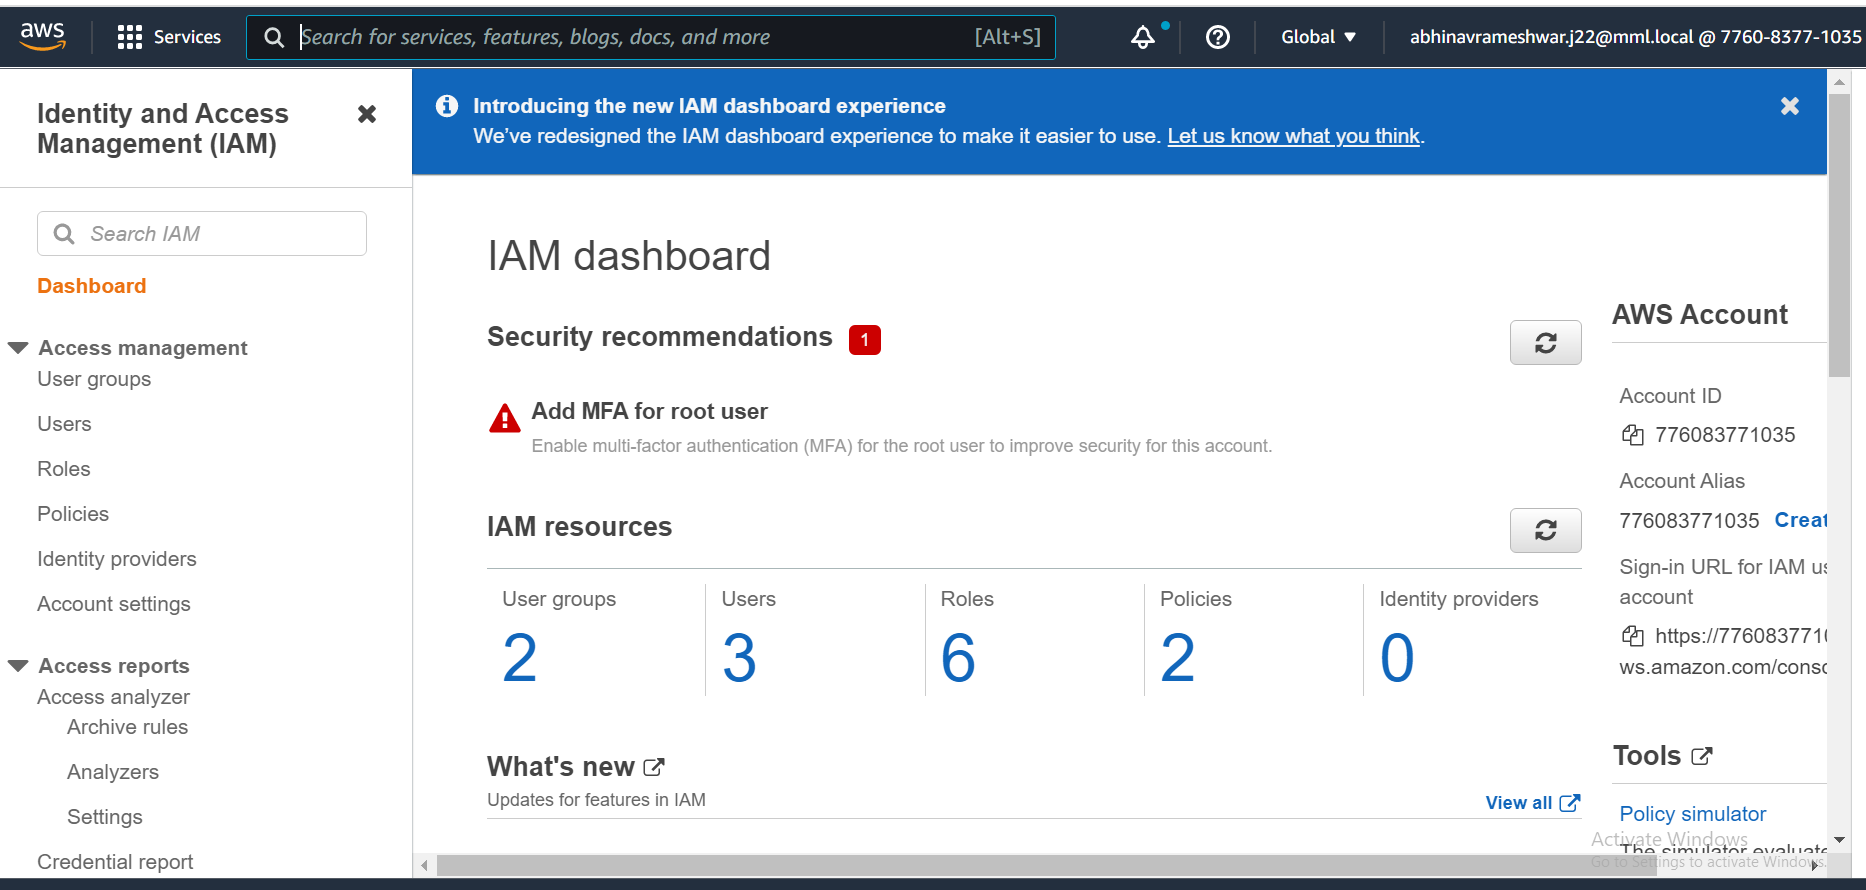 aws
Services
Search for services, features, blogs, docs, and more
[Alt+S]
Global
abhinavrameshwar.j22@mml.local @ 7760-8377-1035
Identity and Access
Management (IAM)
Search IAM
Dashboard
Access management
User groups
Users
Roles
Policies
Identity providers
Account settings
Access reports
Access analyzer
Archive rules
Analyzers
Settings
Credential report
Introducing the new IAM dashboard experience
We've redesigned the IAM dashboard experience to make it easier to use. Let us know what you think.
IAM dashboard
Security recommendations 1
Add MFA for root user
Enable multi-factor authentication (MFA) for the root user to improve security for this account.
IAM resources
User groups
2
Users
3
Roles
6
Policies
2
Identity providers
0
What's new
Updates for features in IAM
View all
AWS Account
Account ID
776083771035
Account Alias
776083771035 Creat
Sign-in URL for IAM us
account
https://776083771
ws.amazon.com/conso
Tools
Policy simulator
The simulator evaluate
Activate Windows
Go to Settings to activate Windows.